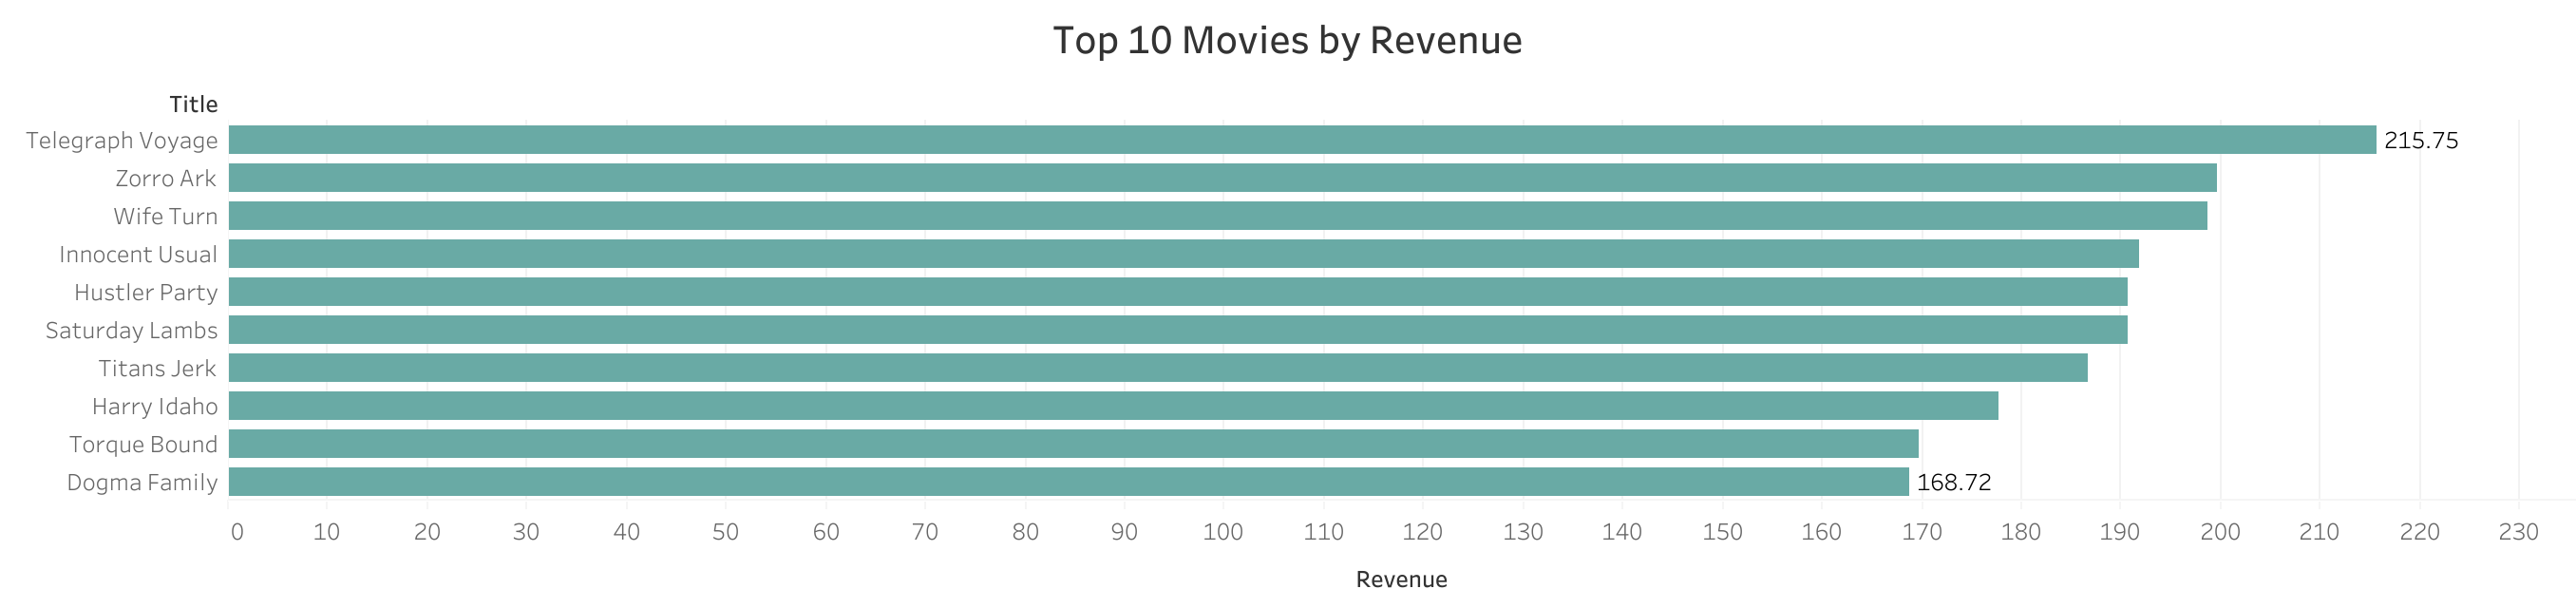 Top 10 Movies by Revenue
Title
Telegraph Voyage 215.75
Zorro Ark
Wife Turn
Innocent Usual
Hustler Party
Saturday Lambs
Titans Jerk
Harry Idaho
Torque Bound
Dogma Family 168.72
0 10 20 30 40 50 60 70 80 90 100 110 120 130 140 150 160 170 180 190 200 210 220 230
Revenue